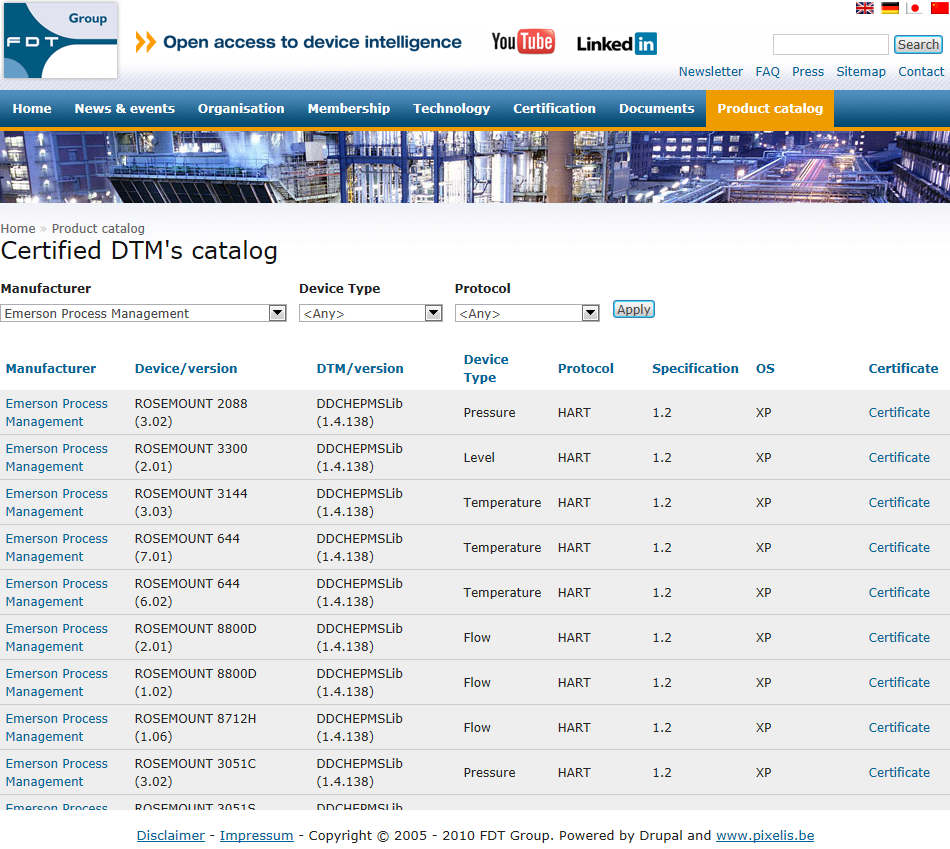 Group
FDT
Open access to device intelligence
YouTube
Linked in
Search
Newsletter FAQ Press Sitemap Contact
Home News & events Organisation Membership Technology Certification Documents Product catalog
Home » Product catalog
Certified DTM's catalog
Manufacturer Device Type Protocol
Emerson Process Management <Any> <Any> Apply
Manufacturer Device/version DTM/version Device Type Protocol Specification OS Certificate
Emerson Process Management ROSEMOUNT 2088 (3.02) DDCHEPMSLib (1.4.138) Pressure HART 1.2 XP Certificate
Emerson Process Management ROSEMOUNT 3300 (2.01) DDCHEPMSLib (1.4.138) Level HART 1.2 XP Certificate
Emerson Process Management ROSEMOUNT 3144 (3.03) DDCHEPMSLib (1.4.138) Temperature HART 1.2 XP Certificate
Emerson Process Management ROSEMOUNT 644 (7.01) DDCHEPMSLib (1.4.138) Temperature HART 1.2 XP Certificate
Emerson Process Management ROSEMOUNT 644 (6.02) DDCHEPMSLib (1.4.138) Temperature HART 1.2 XP Certificate
Emerson Process Management ROSEMOUNT 8800D (2.01) DDCHEPMSLib (1.4.138) Flow HART 1.2 XP Certificate
Emerson Process Management ROSEMOUNT 8800D (1.02) DDCHEPMSLib (1.4.138) Flow HART 1.2 XP Certificate
Emerson Process Management ROSEMOUNT 8712H (1.06) DDCHEPMSLib (1.4.138) Flow HART 1.2 XP Certificate
Emerson Process Management ROSEMOUNT 3051C (3.02) DDCHEPMSLib (1.4.138) Pressure HART 1.2 XP Certificate
Emerson Process ROSEMOUNT 3051S DDCHEPMSLib
Disclaimer - Impressum - Copyright © 2005 - 2010 FDT Group. Powered by Drupal and www.pixelis.be